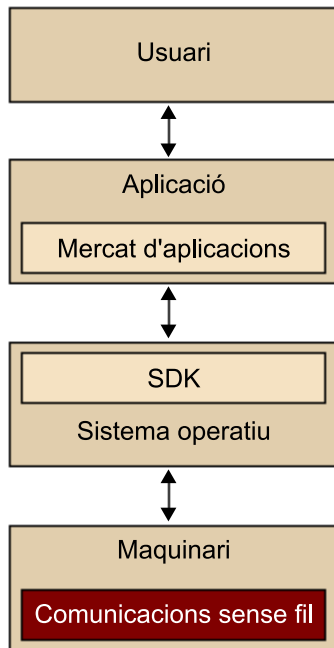 Usuari
Aplicació
Mercat d'aplicacions
SDK
Sistema operatiu
Maquinari
Comunicacions sense fil